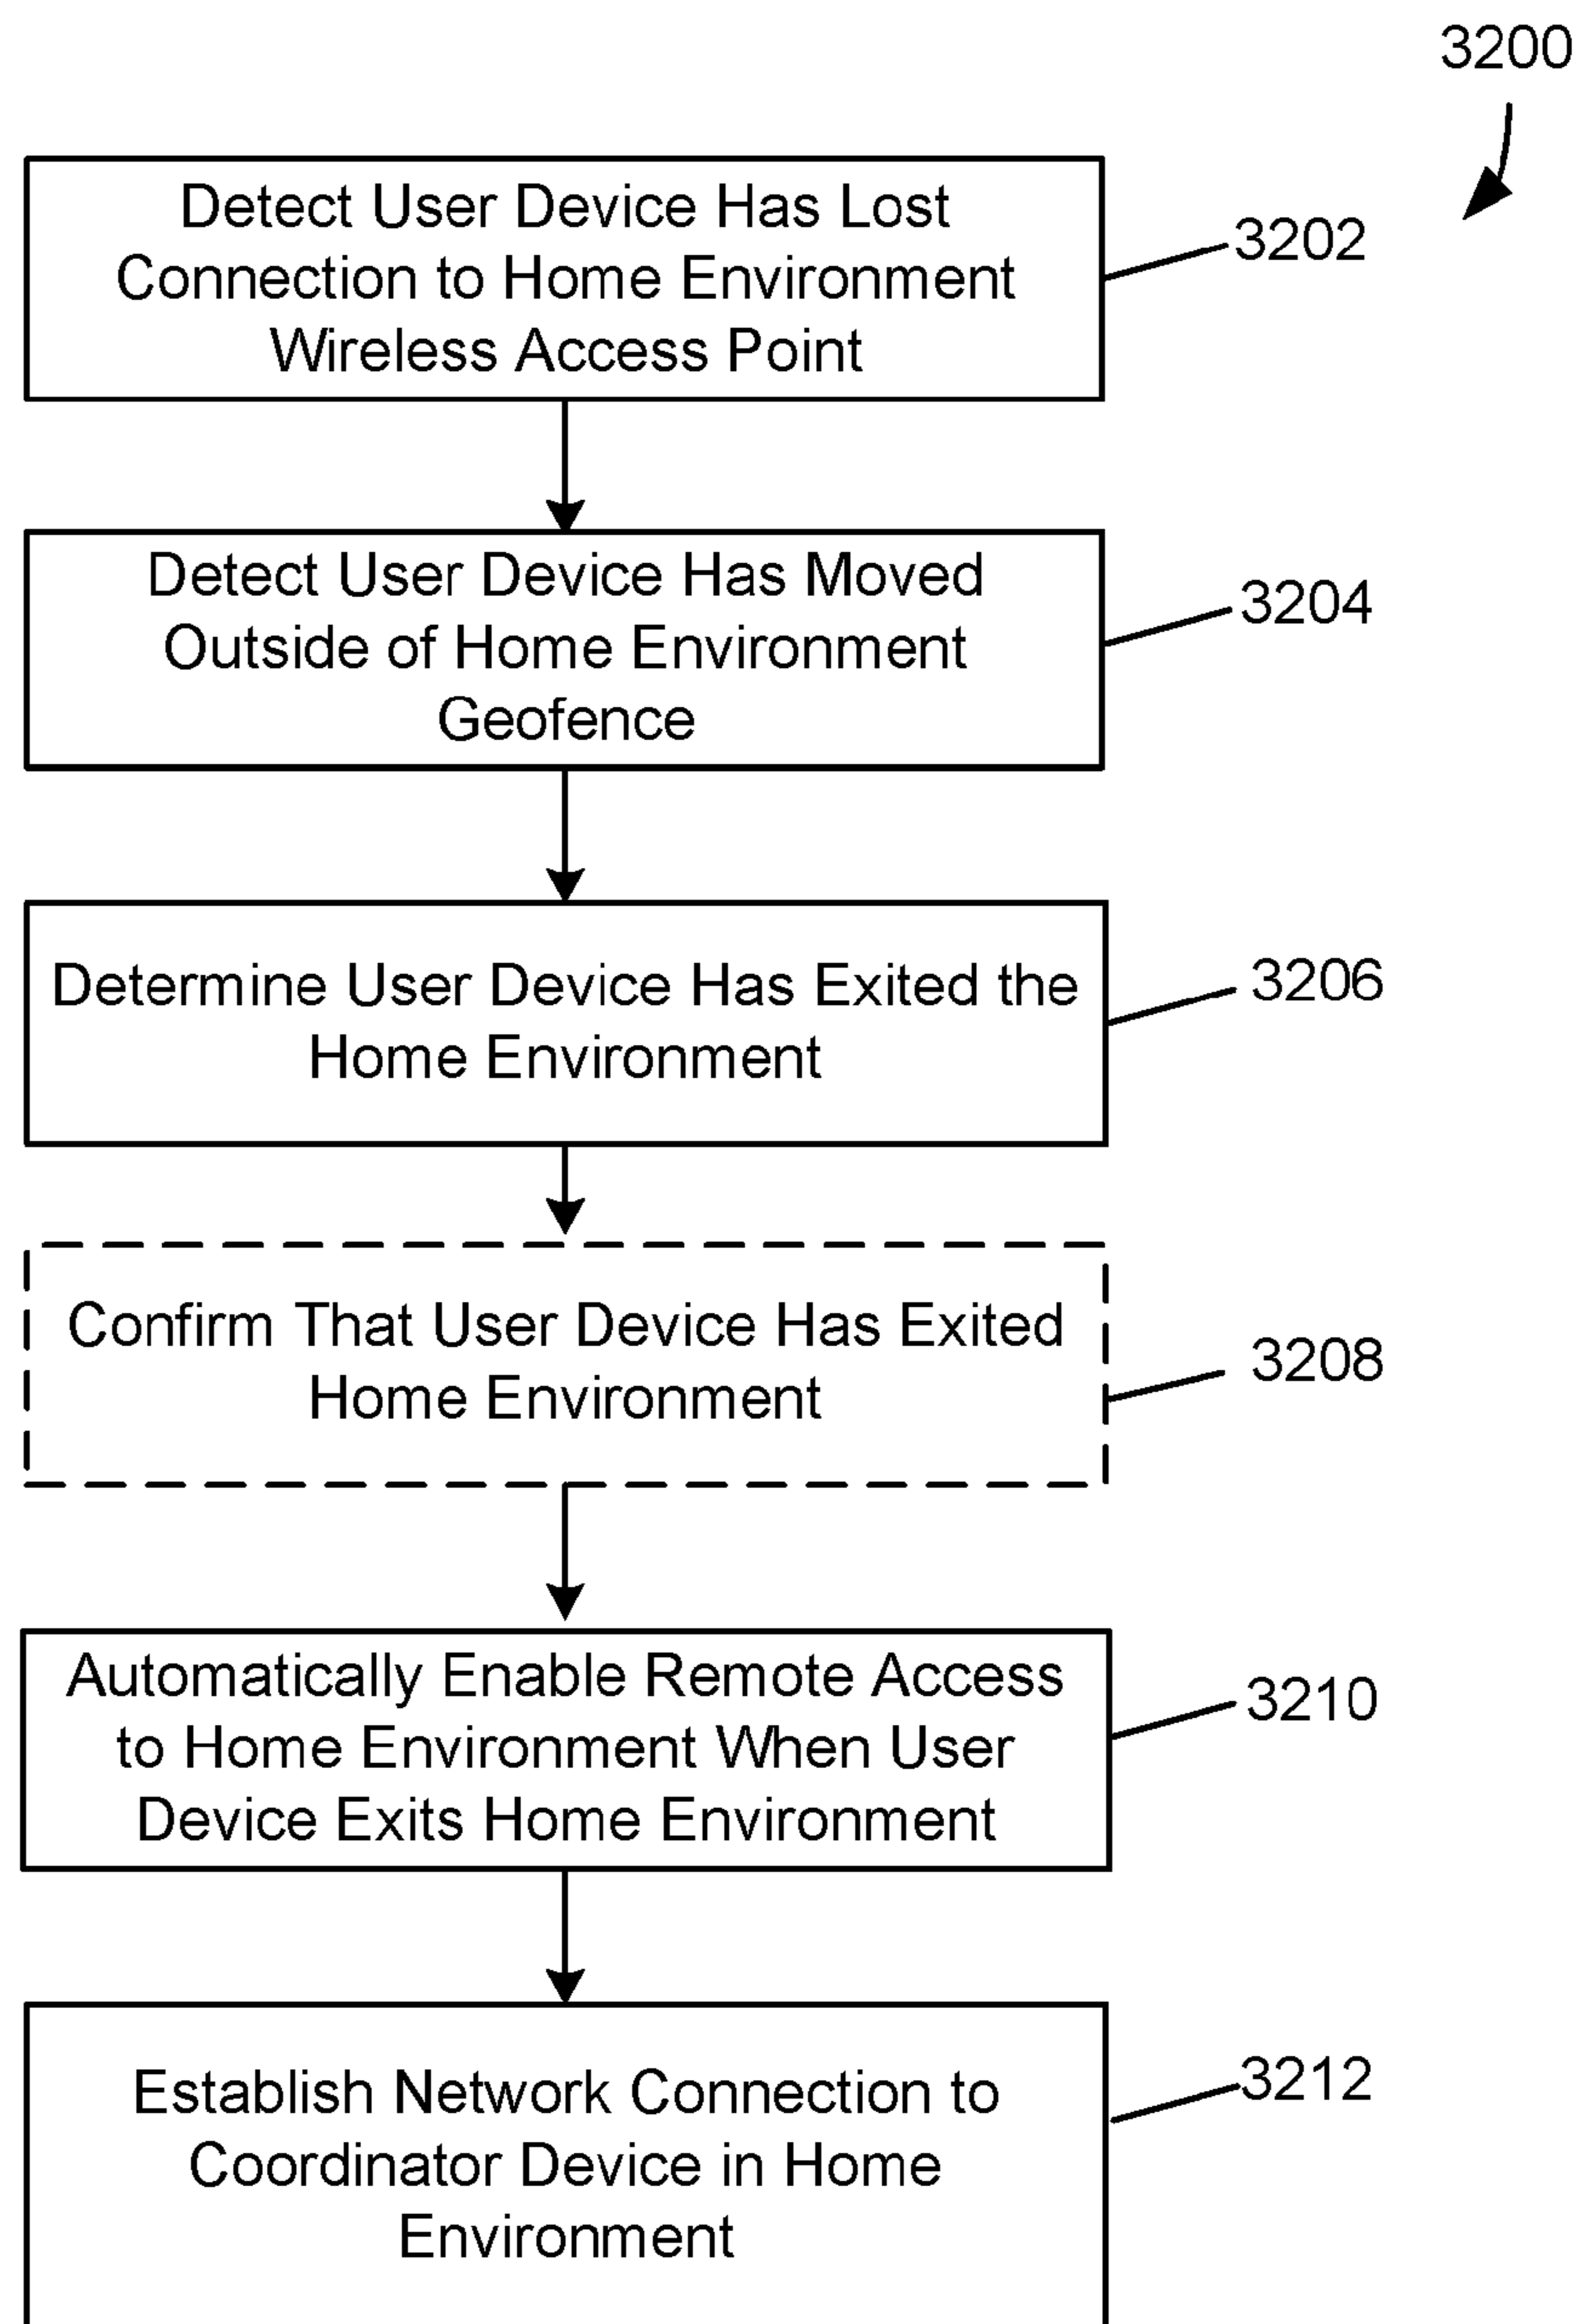 3200
Detect User Device Has Lost
Connection to Home Environment
Wireless Access Point
3202
Detect User Device Has Moved
Outside of Home Environment
Geofence
3204
Determine User Device Has Exited the
Home Environment
3206
Confirm That User Device Has Exited
Home Environment
3208
Automatically Enable Remote Access
to Home Environment When User
Device Exits Home Environment
3210
Establish Network Connection to
Coordinator Device in Home
Environment
3212